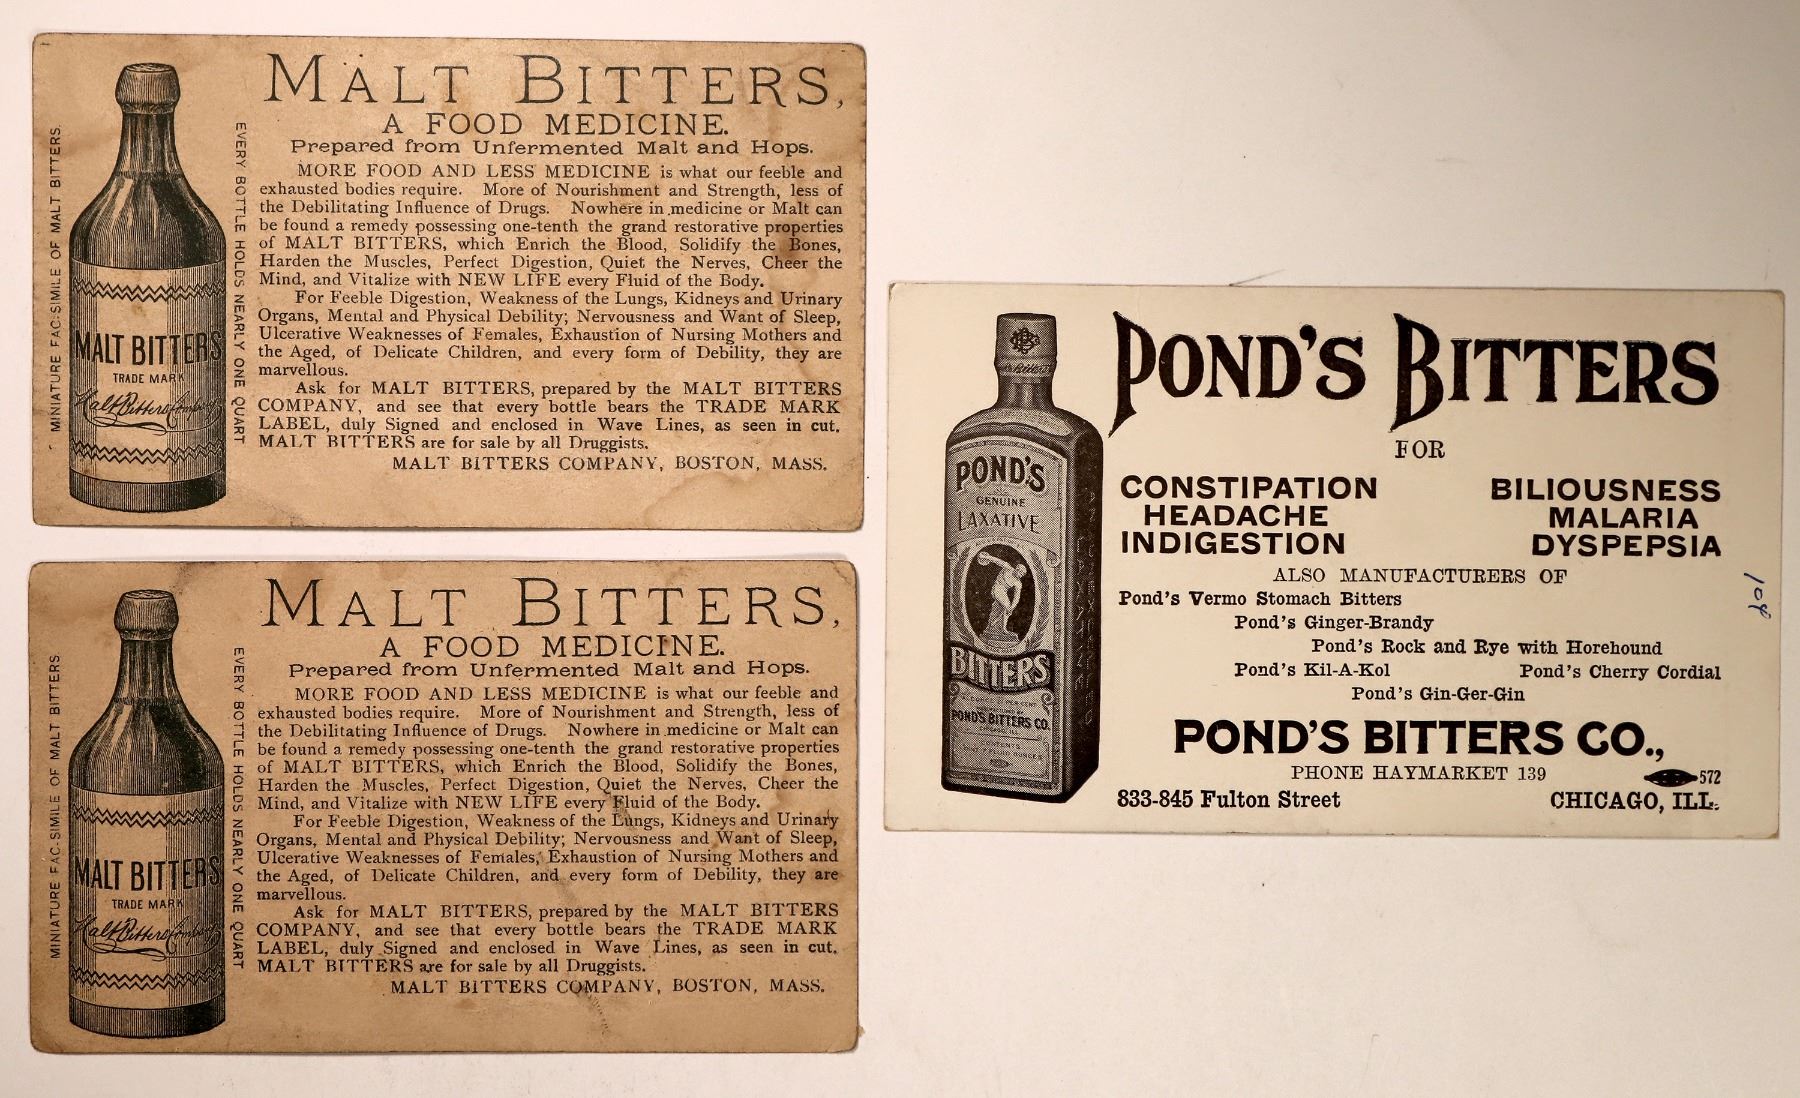 MALT BITTERS,
A FOOD MEDICINE.
Prepared from Unfermented Malt and Hops.
MORE FOOD AND LESS MEDICINE is what our feeble and
exhausted bodies require. More of Nourishment and Strength, less of
the Debilitating Influence of Drugs. Nowhere in medicine or Malt can
be found a remedy possessing one-tenth the grand restorative properties
of MALT BITTERS, which Enrich the Blood, Solidify the Bones,
Harden the Muscles, Perfect Digestion, Quiet the Nerves, Cheer the
Mind, and Vitalize with NEW LIFE every Fluid of the Body.
For Feeble Digestion, Weakness of the Lungs, Kidneys and Urinary
Organs, Mental and Physical Debility; Nervousness and Want of Sleep,
Ulcerative Weaknesses of Females, Exhaustion of Nursing Mothers and
the Aged, of Delicate Children, and every form of Debility, they are
marvellous.
Ask for MALT BITTERS, prepared by the MALT BITTERS
COMPANY, and see that every bottle bears the TRADE MARK
LABEL, duly Signed and enclosed in Wave Lines, as seen in cut.
MALT BITTERS are for sale by all Druggists.
MALT BITTERS COMPANY, BOSTON, MASS.
MINIATURE FAC-SIMILE OF MALT BITTERS.
EVERY BOTTLE HOLDS NEARLY ONE QUART
MALT BITTERS
TRADE MARK
Malt Bitters Company
MALT BITTERS,
A FOOD MEDICINE.
Prepared from Unfermented Malt and Hops.
MORE FOOD AND LESS MEDICINE is what our feeble and
exhausted bodies require. More of Nourishment and Strength, less of
the Debilitating Influence of Drugs. Nowhere in medicine or Malt can
be found a remedy possessing one-tenth the grand restorative properties
of MALT BITTERS, which Enrich the Blood, Solidify the Bones,
Harden the Muscles, Perfect Digestion, Quiet the Nerves, Cheer the
Mind, and Vitalize with NEW LIFE every Fluid of the Body.
For Feeble Digestion, Weakness of the Lungs, Kidneys and Urinary
Organs, Mental and Physical Debility; Nervousness and Want of Sleep,
Ulcerative Weaknesses of Females, Exhaustion of Nursing Mothers and
the Aged, of Delicate Children, and every form of Debility, they are
marvellous.
Ask for MALT BITTERS, prepared by the MALT BITTERS
COMPANY, and see that every bottle bears the TRADE MARK
LABEL, duly Signed and enclosed in Wave Lines, as seen in cut.
MALT BITTERS are for sale by all Druggists.
MALT BITTERS COMPANY, BOSTON, MASS.
MINIATURE FAC-SIMILE OF MALT BITTERS
EVERY BOTTLE HOLDS NEARLY ONE QUART
MALT BITTERS
TRADE MARK
Malt Bitters Company
POND'S BITTERS
FOR
CONSTIPATION BILIOUSNESS
HEADACHE MALARIA
INDIGESTION DYSPEPSIA
ALSO MANUFACTURERS OF
Pond's Vermo Stomach Bitters
Pond's Ginger-Brandy
Pond's Rock and Rye with Horehound
Pond's Kil-A-Kol Pond's Cherry Cordial
Pond's Gin-Ger-Gin
POND'S BITTERS CO.,
PHONE HAYMARKET 139
572
833-845 Fulton Street CHICAGO, ILL.
POND'S
GENUINE
LAXATIVE
BITTERS
POND'S BITTERS CO.